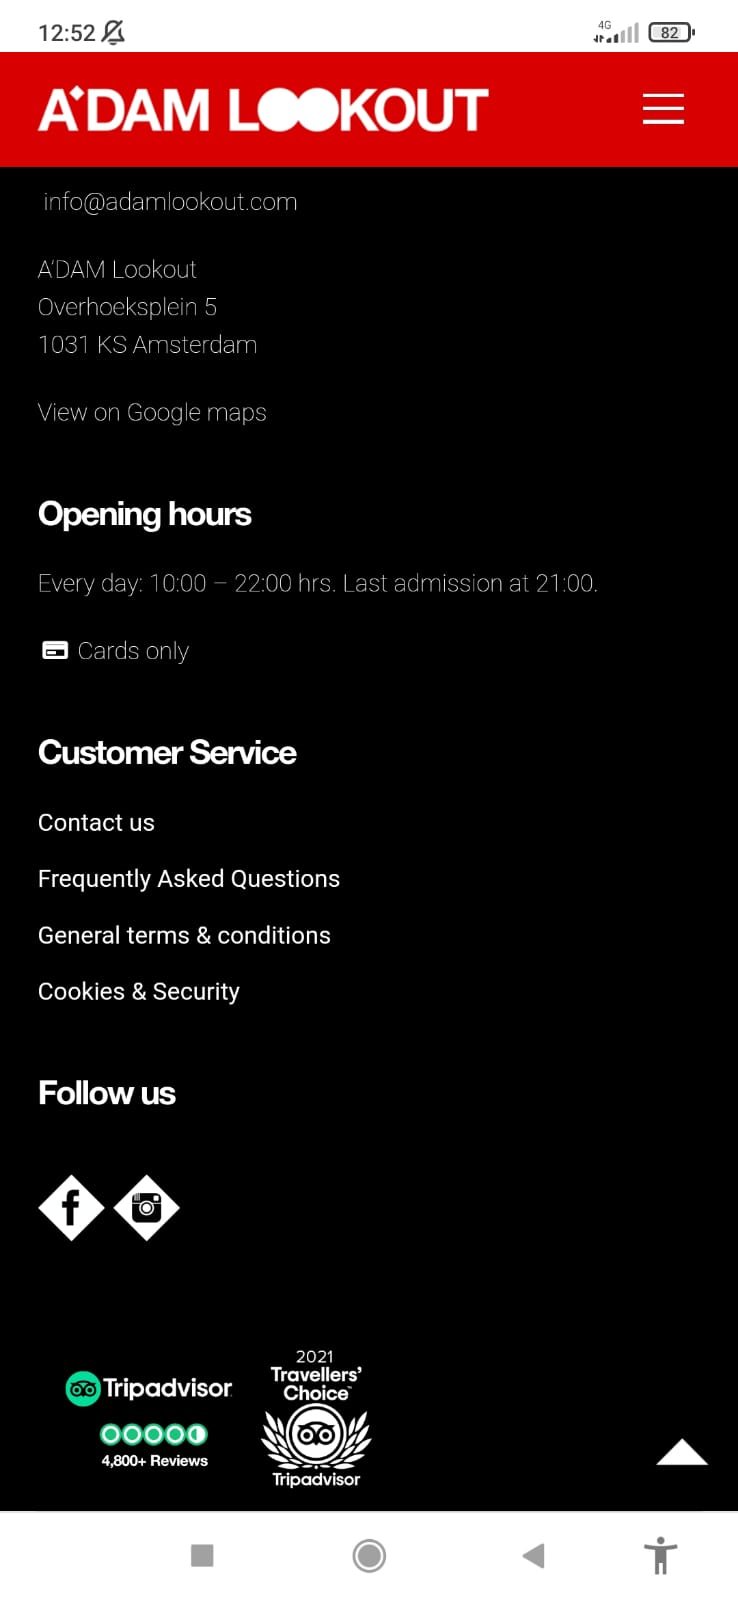 12:52
4G
82
A'DAM LOOKOUT
info@adamlookout.com
A'DAM Lookout
Overhoeksplein 5
1031 KS Amsterdam
View on Google maps
Opening hours
Every day: 10:00 – 22:00 hrs. Last admission at 21:00.
Cards only
Customer Service
Contact us
Frequently Asked Questions
General terms & conditions
Cookies & Security
Follow us
Tripadvisor
4,800+ Reviews
2021
Travellers'
Choice™
Tripadvisor